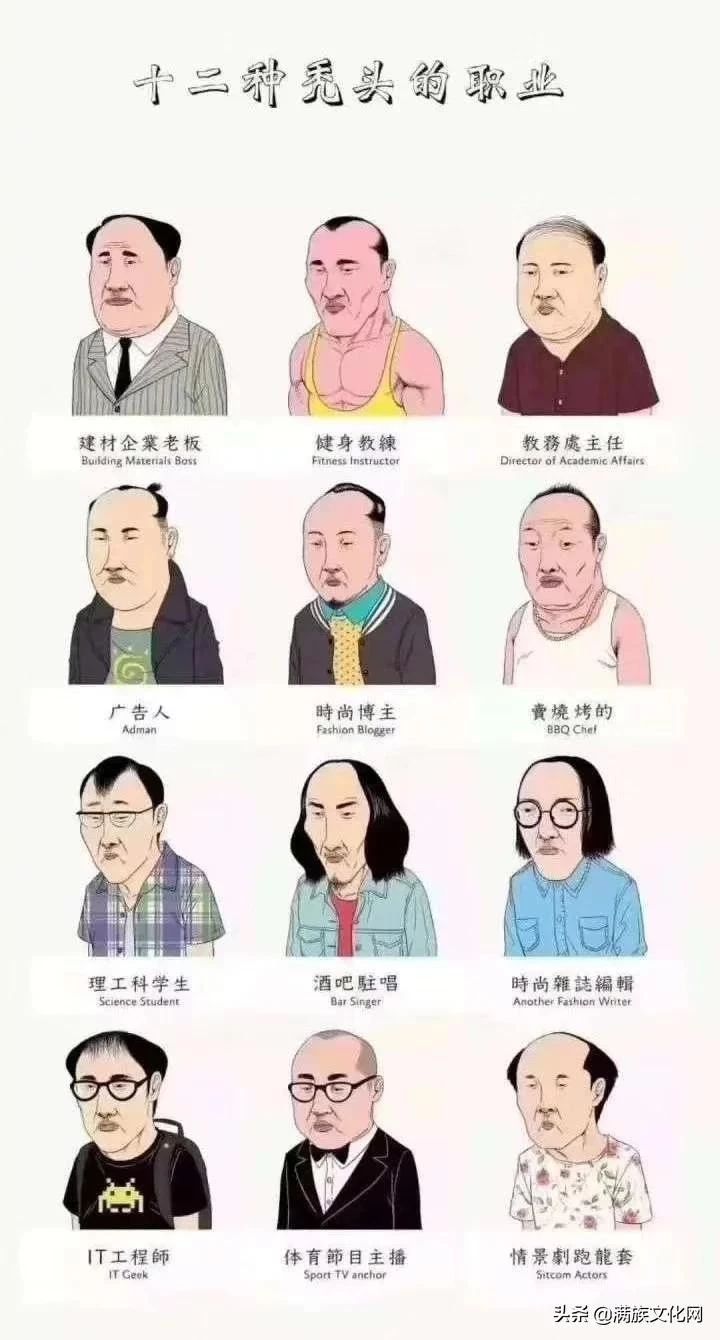 十二种秃头的职业
建材企業老板
Building Materials Boss
健身教練
Fitness Instructor
教務處主任
Director of Academic Affairs
广告人
Adman
時尚博主
Fashion Blogger
賣燒烤的
BBQ Chef
理工科学生
Science Student
酒吧駐唱
Bar Singer
時尚雜誌編輯
Another Fashion Writer
IT工程師
IT Geek
体育節目主播
Sport TV anchor
情景劇跑龍套
Sitcom Actors
头条 @满族文化网